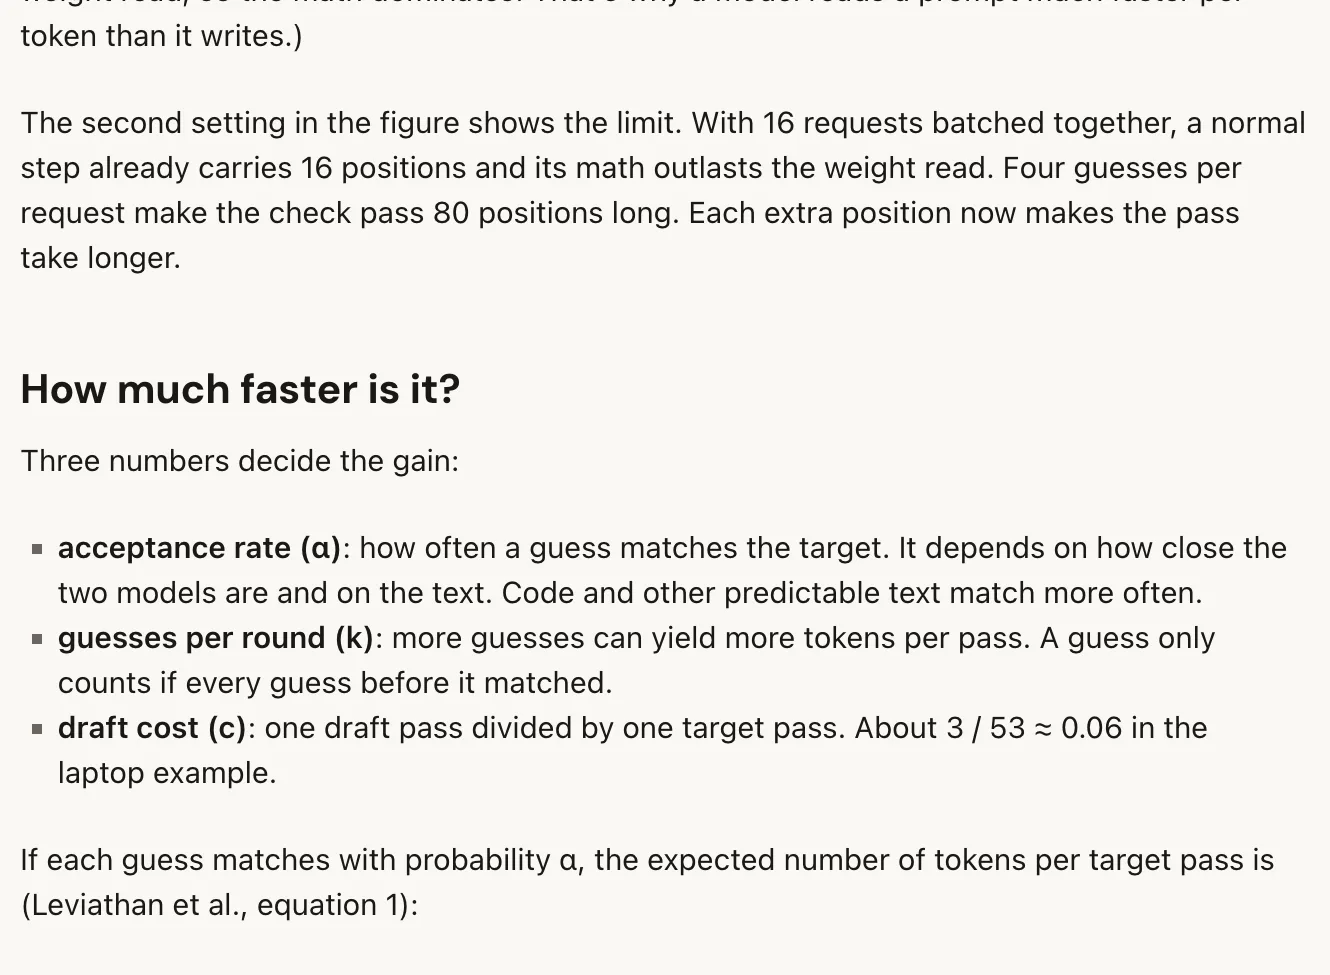 token than it writes.)
The second setting in the figure shows the limit. With 16 requests batched together, a normal
step already carries 16 positions and its math outlasts the weight read. Four guesses per
request make the check pass 80 positions long. Each extra position now makes the pass
take longer.
How much faster is it?
Three numbers decide the gain:
▪ acceptance rate (α): how often a guess matches the target. It depends on how close the
two models are and on the text. Code and other predictable text match more often.
▪ guesses per round (k): more guesses can yield more tokens per pass. A guess only
counts if every guess before it matched.
▪ draft cost (c): one draft pass divided by one target pass. About 3 / 53 ≈ 0.06 in the
laptop example.
If each guess matches with probability α, the expected number of tokens per target pass is
(Leviathan et al., equation 1):